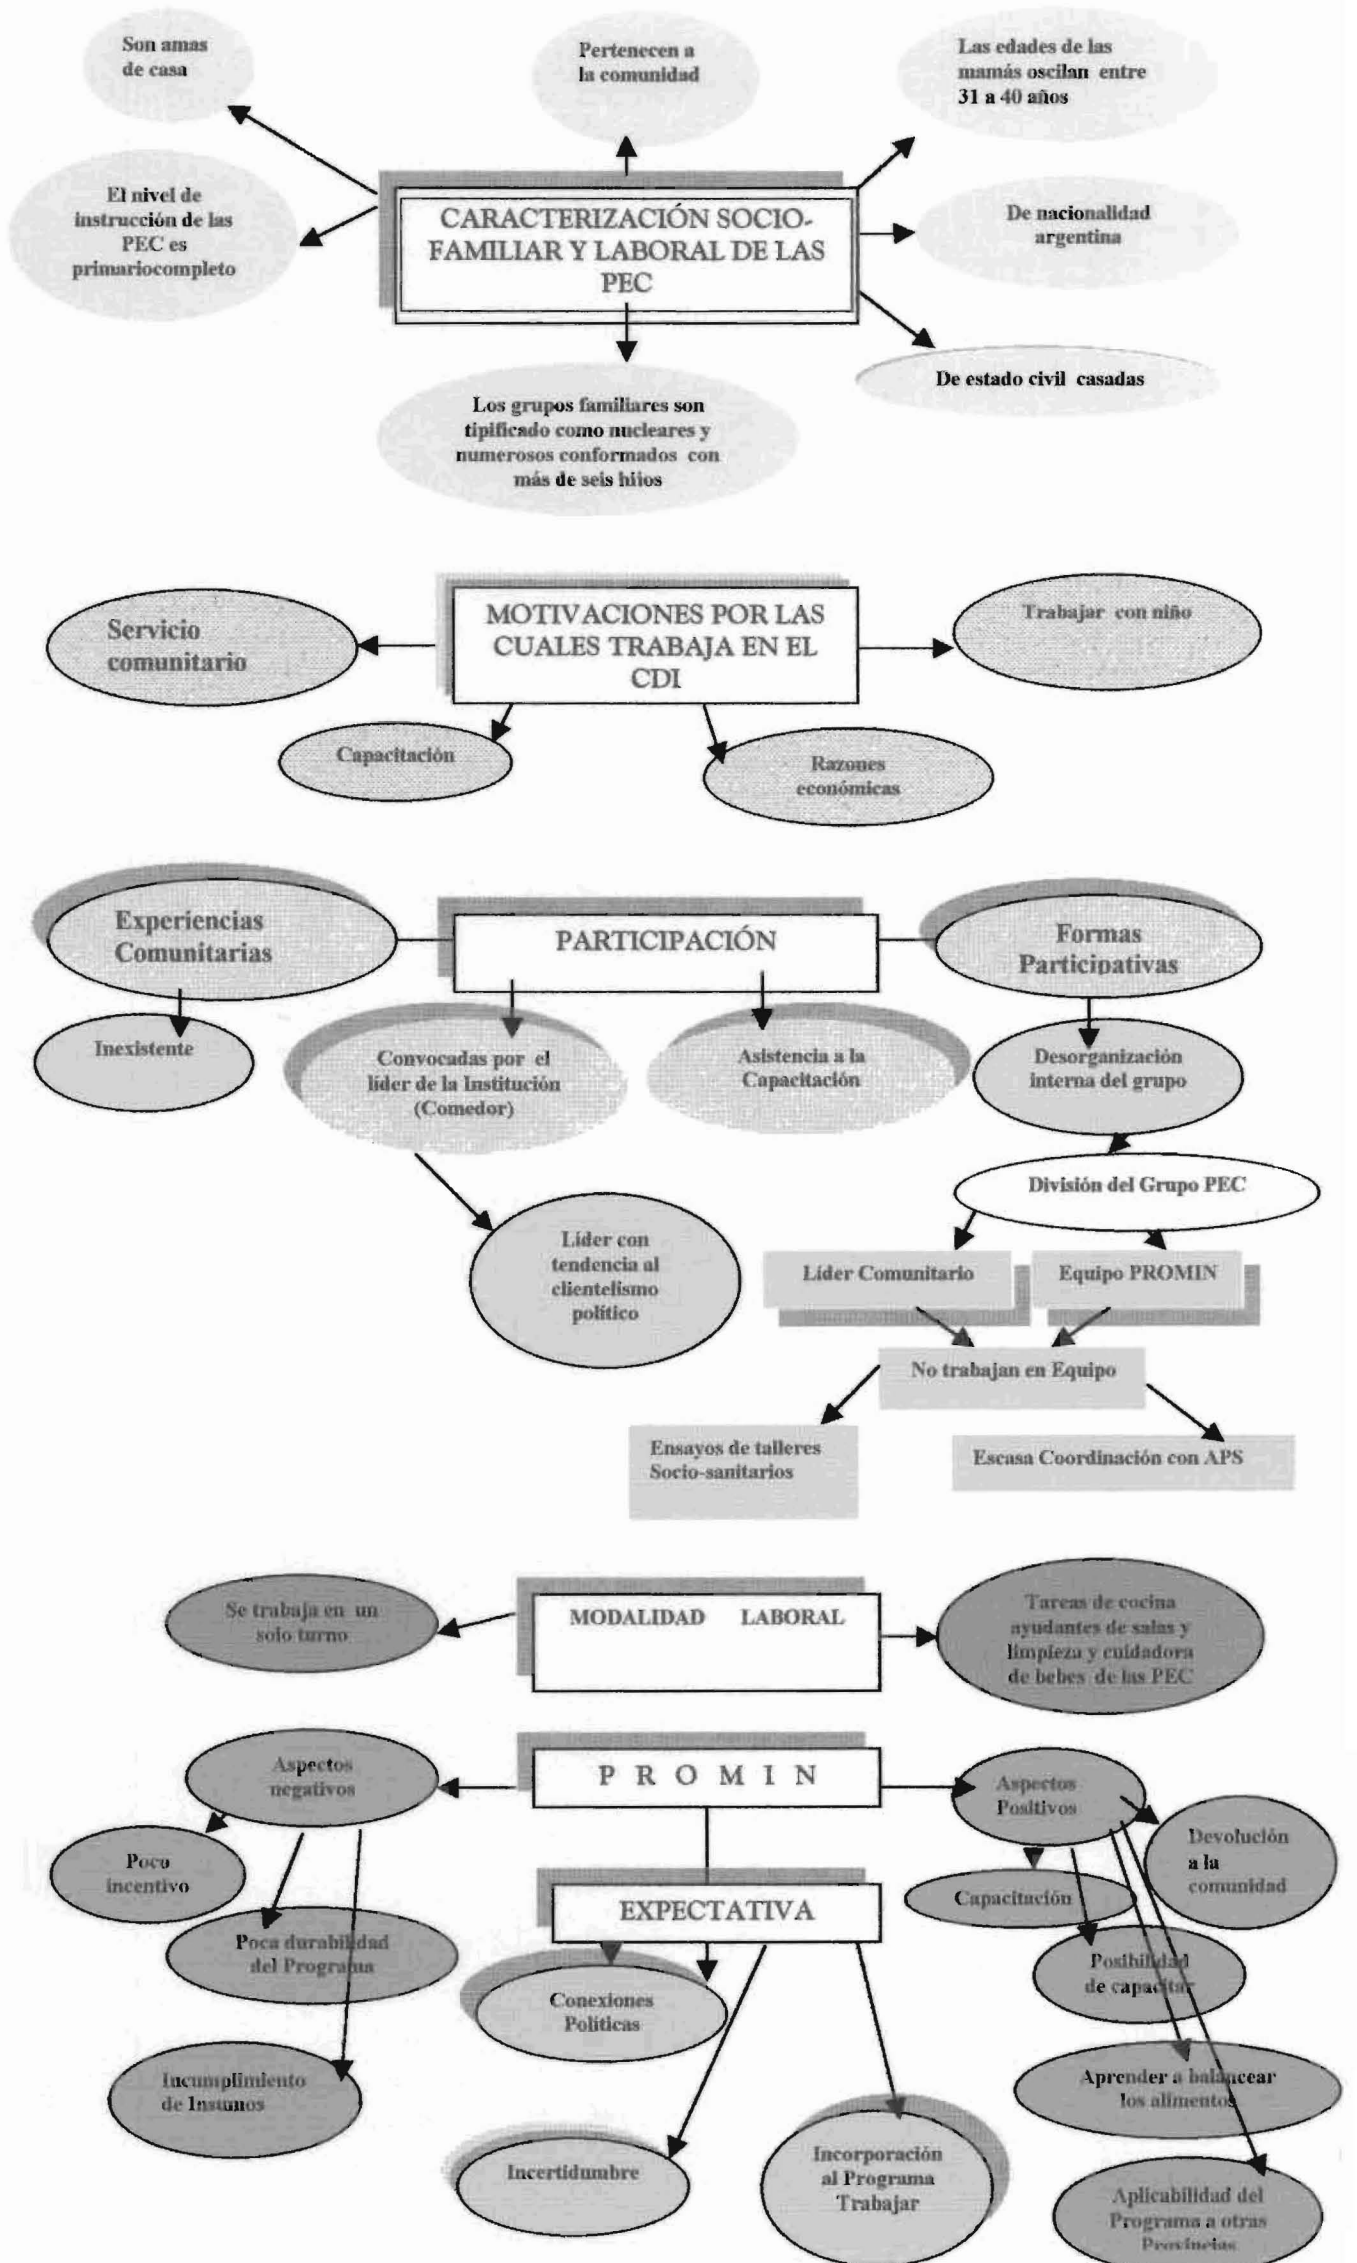 Son amas
de casa
Pertenecen a
la comunidad
Las edades de las
mamás oscilan entre
31 a 40 años
El nivel de
instrucción de las
PEC es
primariocompleto
CARACTERIZACIÓN SOCIO-
FAMILIAR Y LABORAL DE LAS
PEC
De nacionalidad
argentina
De estado civil casadas
Los grupos familiares son
tipificado como nucleares y
numerosos conformados con
más de seis hijos
MOTIVACIONES POR LAS
CUALES TRABAJA EN EL
CDI
Servicio
comunitario
Trabajar con niño
Capacitación
Razones
económicas
Experiencias
Comunitarias
PARTICIPACIÓN
Formas
Participativas
Inexistente
Convocadas por el
líder de la Institución
(Comedor)
Asistencia a la
Capacitación
Desorganización
interna del grupo
División del Grupo PEC
Líder con
tendencia al
clientelismo
político
Líder Comunitario
Equipo PROMIN
No trabajan en Equipo
Ensayos de talleres
Socio-sanitarios
Escasa Coordinación con APS
Se trabaja en un
solo turno
MODALIDAD LABORAL
Tareas de cocina
ayudantes de salas y
limpieza y cuidadora
de bebes de las PEC
Aspectos
negativos
P R O M I N
Aspectos
Positivos
Devolución
a la
comunidad
Poco
incentivo
Capacitación
EXPECTATIVA
Poca durabilidad
del Programa
Posibilidad
de capacitar
Conexiones
Políticas
Incumplimiento
de Insumos
Aprender a balancear
los alimentos
Incertidumbre
Incorporación
al Programa
Trabajar
Aplicabilidad del
Programa a otras
Provincias